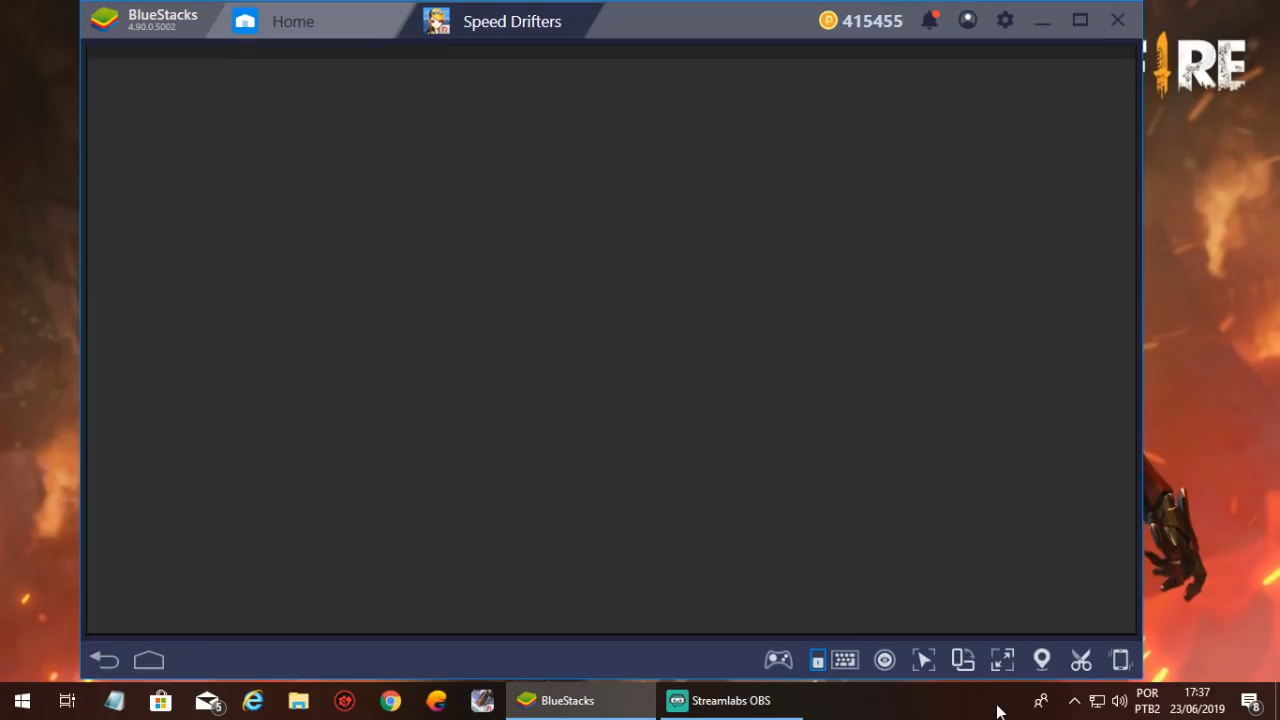 BlueStacks
4.90.0.5002
Home
Speed Drifters
P 415455
RE
5
BlueStacks
Streamlabs OBS
POR
PTB2
17:37
23/06/2019
8